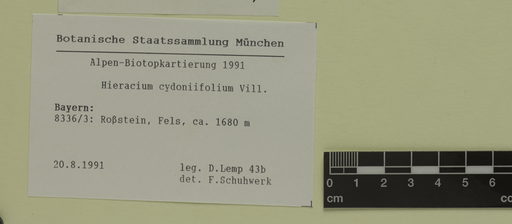 Botanische Staatssammlung München
Alpen-Biotopkartierung 1991
Hieracium cydoniifolium Vill.
Bayern:
8336/3: Roßstein, Fels, ca. 1680 m
20.8.1991
leg. D.Lemp 43b
det. F.Schuhwerk
0 1 2 3 4 5 6
cm